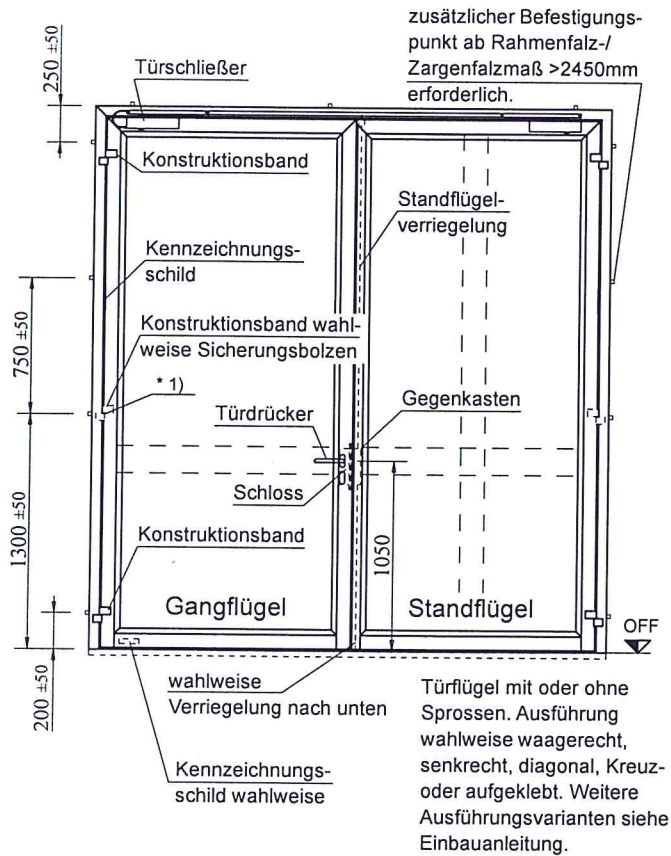 zusätzlicher Befestigungs-
punkt ab Rahmenfalz-/
Zargenfalzmaß >2450mm
erforderlich.
250 ±50
Türschließer
Konstruktionsband
Standflügel-
verriegelung
Kennzeichnungs-
schild
750 ±50
Konstruktionsband wahl-
weise Sicherungsbolzen
* 1)
Türdrücker
Gegenkasten
Schloss
1300 ±50
Konstruktionsband
1050
Gangflügel
Standflügel
OFF
200 ±50
wahlweise
Verriegelung nach unten
Kennzeichnungs-
schild wahlweise
Türflügel mit oder ohne
Sprossen. Ausführung
wahlweise waagerecht,
senkrecht, diagonal, Kreuz-
oder aufgeklebt. Weitere
Ausführungsvarianten siehe
Einbauanleitung.